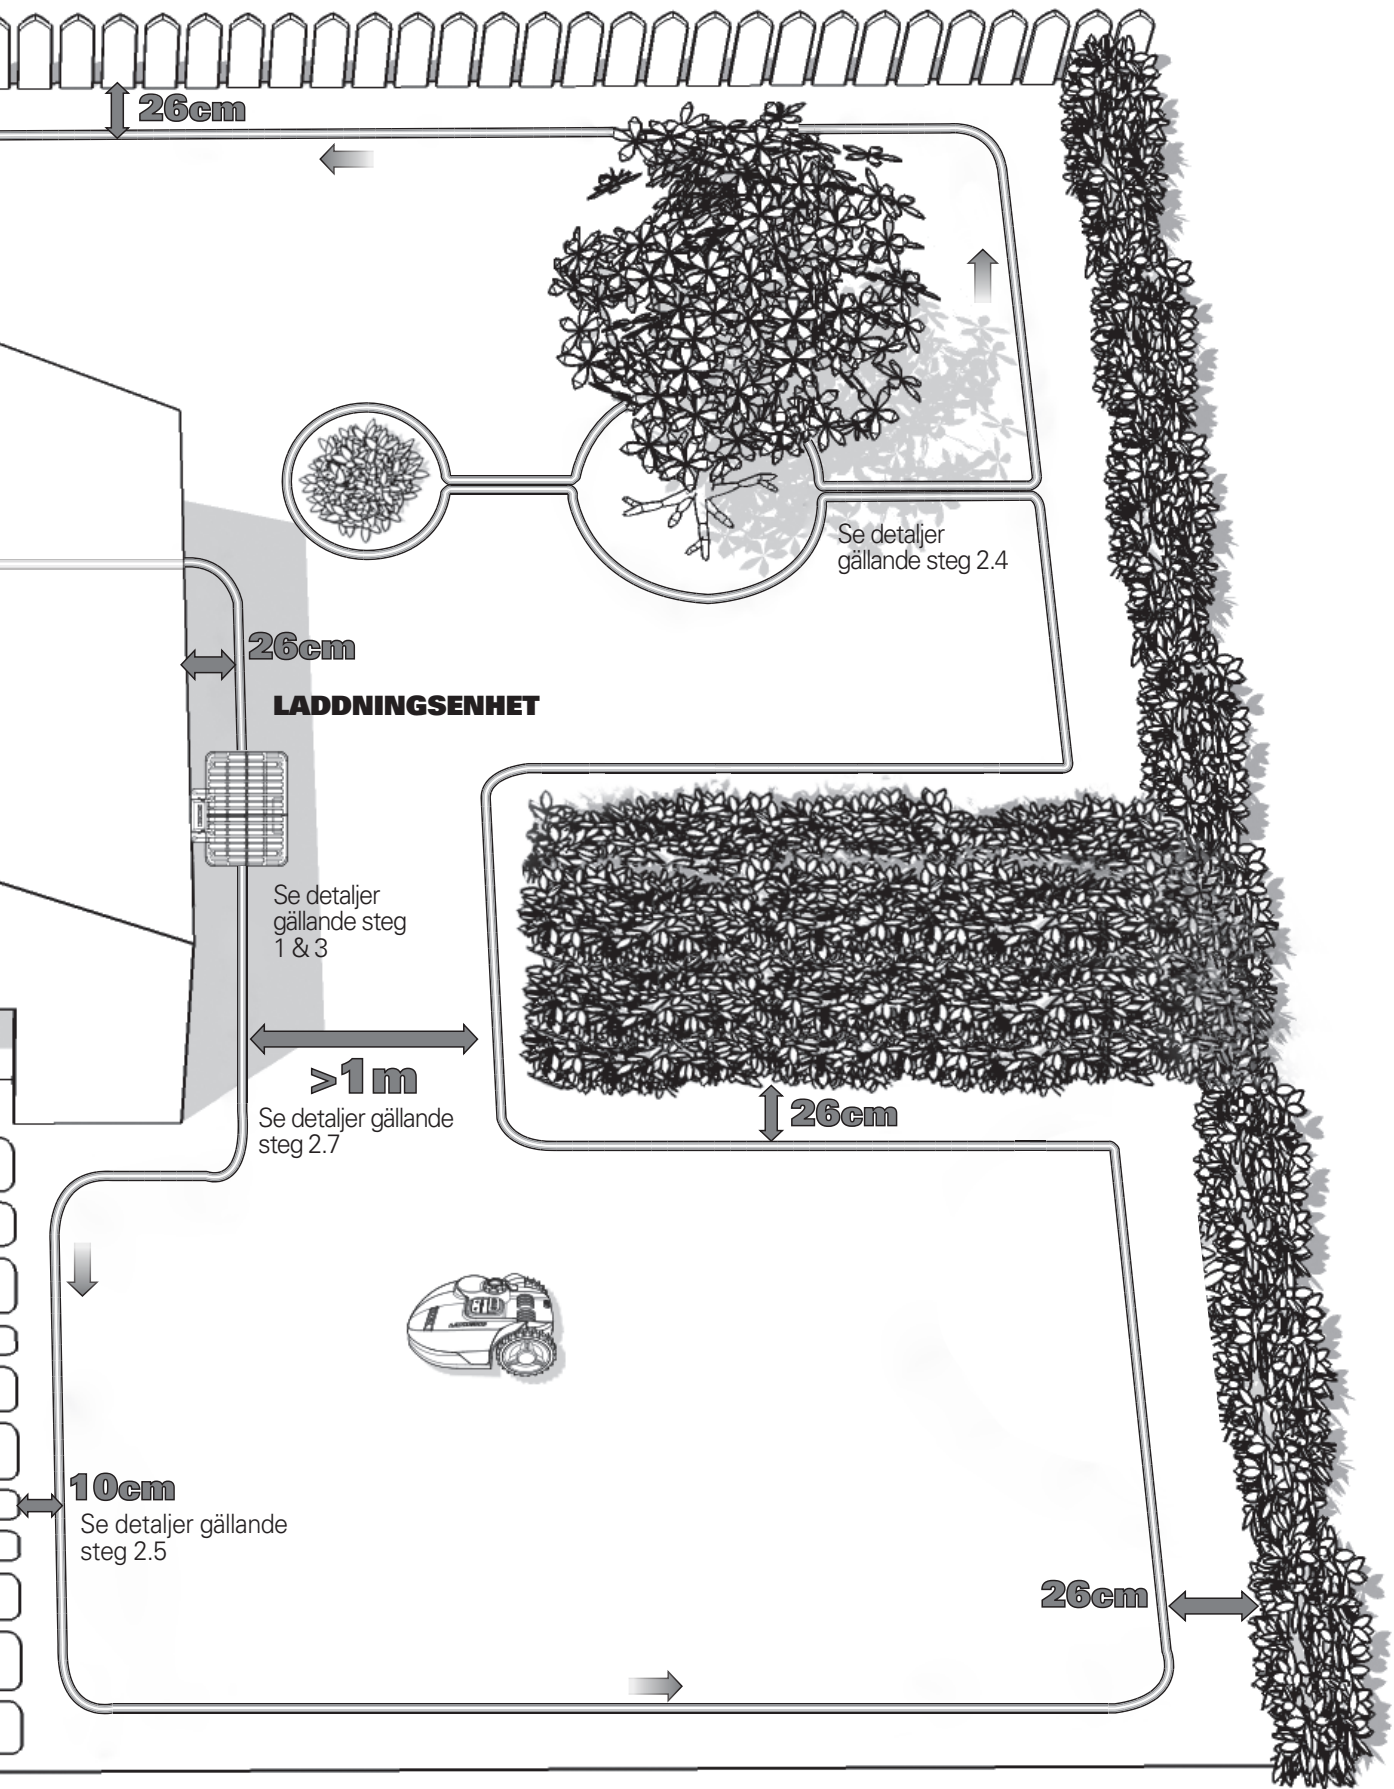 26cm
Se detaljer
gällande steg 2.4
26cm
LADDNINGSENHET
Se detaljer
gällande steg
1 & 3
>1m
Se detaljer gällande
steg 2.7
26cm
10cm
Se detaljer gällande
steg 2.5
26cm